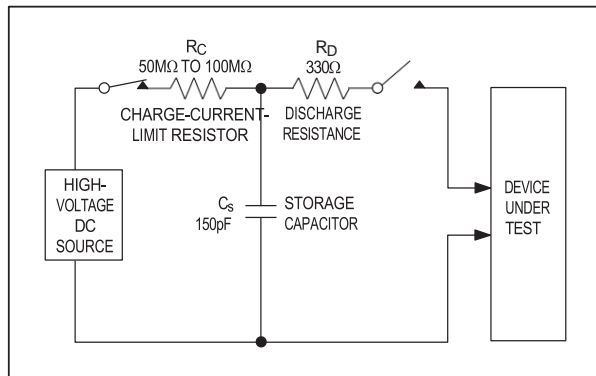 RC
50MΩ TO 100MΩ
CHARGE-CURRENT-
LIMIT RESISTOR
RD
330Ω
DISCHARGE
RESISTANCE
HIGH-
VOLTAGE
DC
SOURCE
Cs
150pF
STORAGE
CAPACITOR
DEVICE
UNDER
TEST